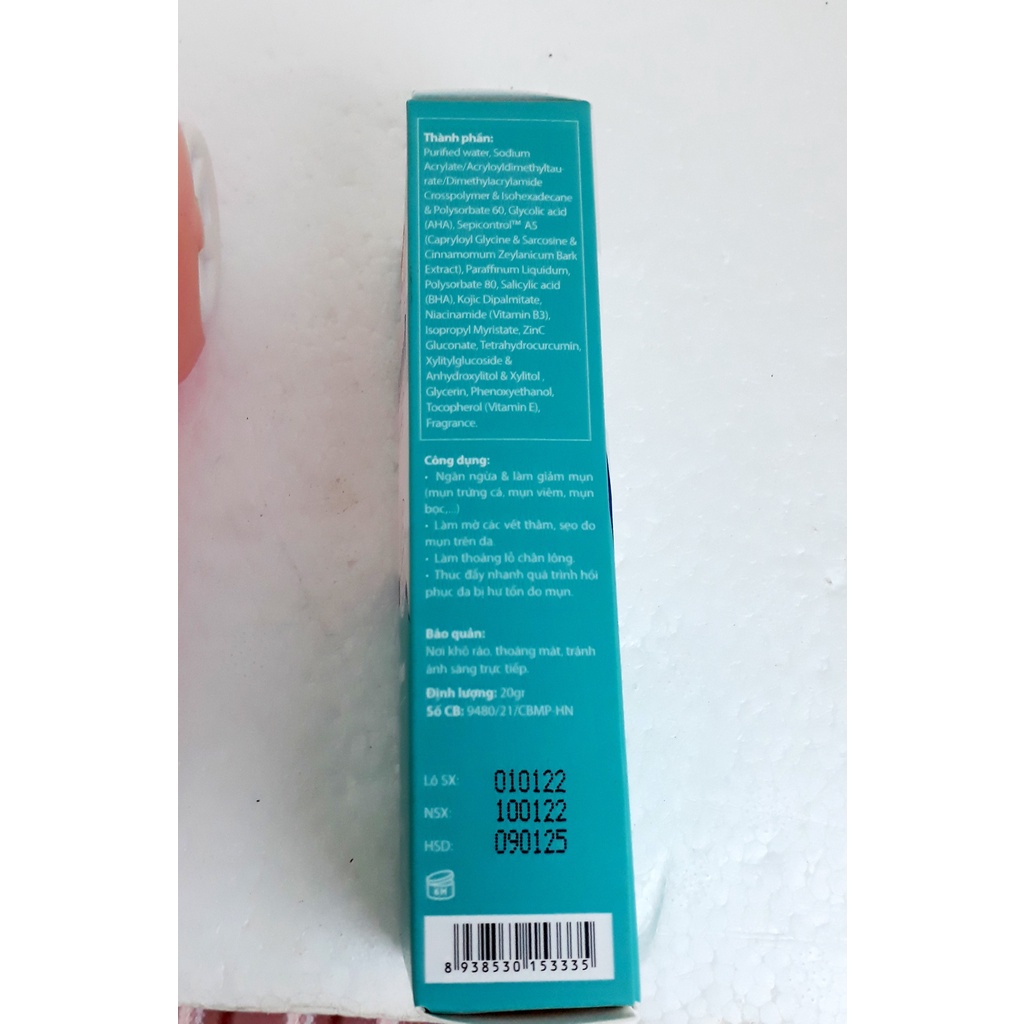 Thành phần:
Purified water, Sodium
Acrylate/Acryloyldimethyltau
rate/Dimethylacrylamide
Crosspolymer & Isohexadecane
& Polysorbate 60, Glycolic acid
(AHA), Sepicontrol™ A5
(Capryloyl Glycine & Sarcosine &
Cinnamomum Zeylanicum Bark
Extract), Paraffinum Liquidum,
Polysorbate 80, Salicylic acid
(BHA), Kojic Dipalmitate,
Niacinamide (Vitamin B3),
Isopropyl Myristate, ZinC
Gluconate, Tetrahydrocurcumin,
Xylitylglucoside &
Anhydroxylitol & Xylitol ,
Glycerin, Phenoxyethanol,
Tocopherol (Vitamin E),
Fragrance.
Công dụng:
• Ngăn ngừa & làm giảm mụn
(mụn trứng cá, mụn viêm, mụn
bọc,...)
• Làm mờ các vết thâm, sẹo do
mụn trên da
• Làm thoáng lỗ chân lông.
• Thúc đẩy nhanh quá trình hồi
phục da bị hư tổn do mụn.
Bảo quản:
Nơi khô ráo, thoáng mát, tránh
ánh sáng trực tiếp.
Định lượng: 20gr
Số CB: 9480/21/CBMP-HN
Lô SX: 010122
NSX: 100122
HSD: 090125
6M
8 938530 153335